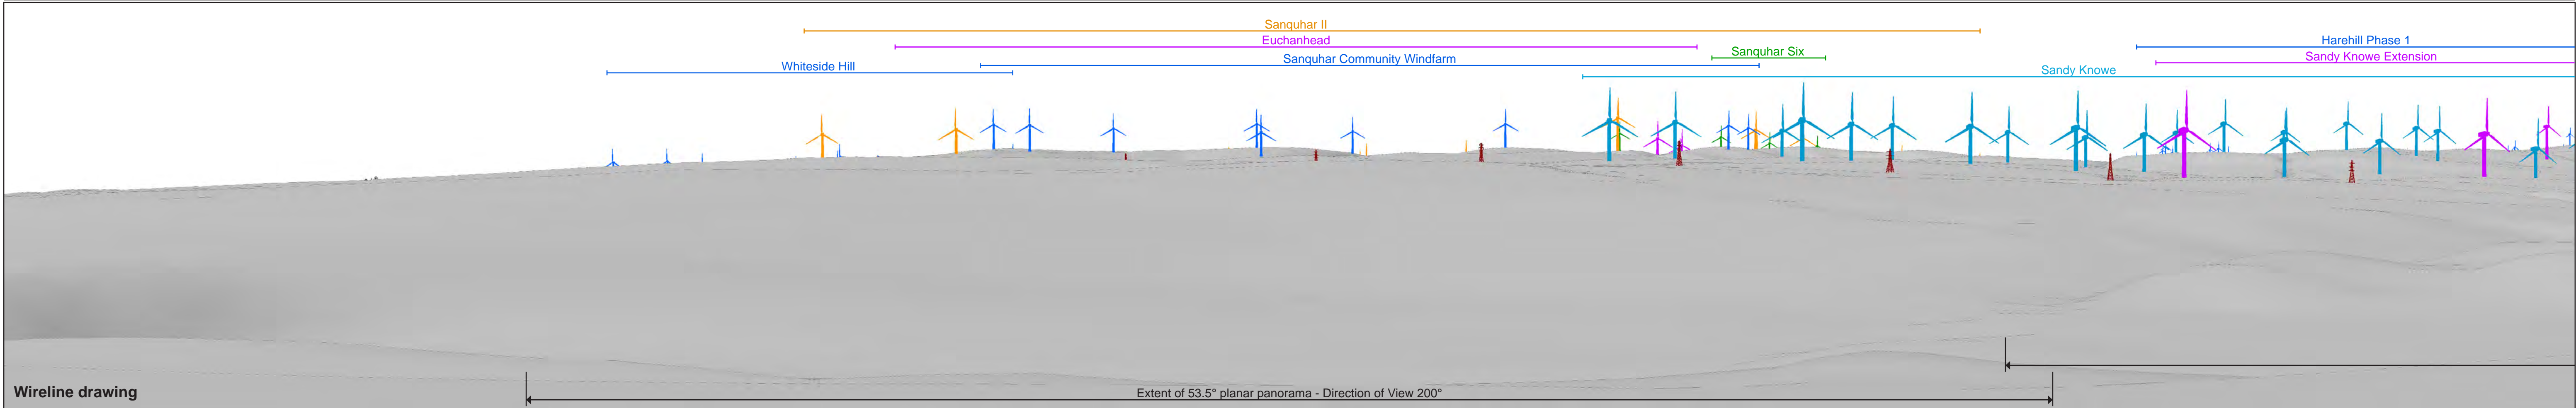 Sanquhar II
Euchanhead
Harehill Phase 1
Sanquhar Six
Sanquhar Community Windfarm
Sandy Knowe Extension
Whiteside Hill
Sandy Knowe
Wireline drawing
Extent of 53.5° planar panorama - Direction of View 200°